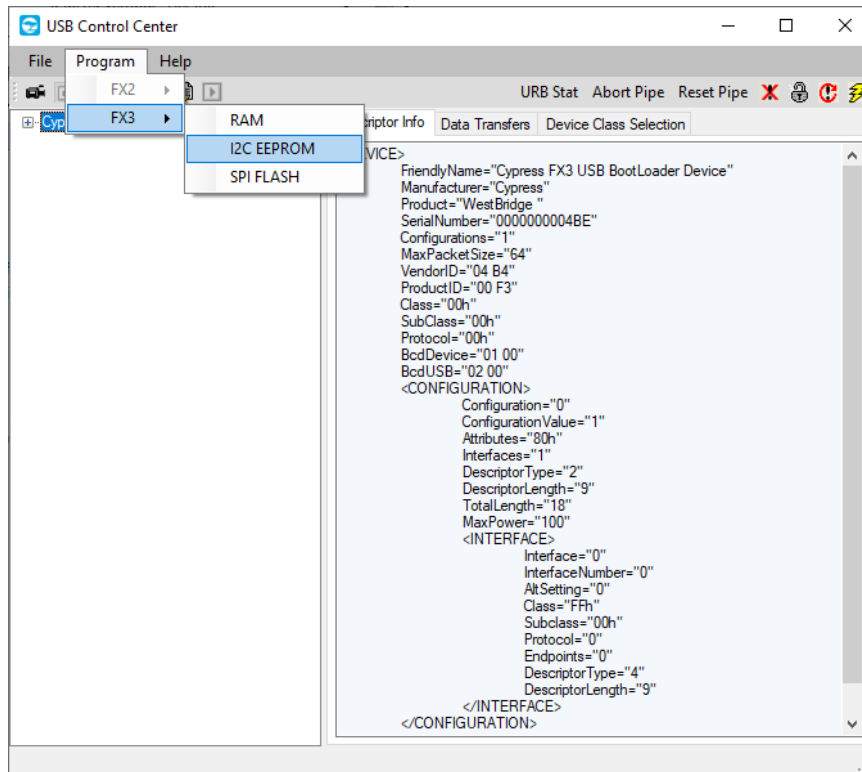 USB Control Center
File Program Help
URB Stat Abort Pipe Reset Pipe
FX2
FX3
RAM
I2C EEPROM
SPI FLASH
Cyp
riptor Info Data Transfers Device Class Selection
VICE>
FriendlyName="Cypress FX3 USB BootLoader Device"
Manufacturer="Cypress"
Product="WestBridge "
SerialNumber="0000000004BE"
Configurations="1"
MaxPacketSize="64"
VendorID="04 B4"
ProductID="00 F3"
Class="00h"
SubClass="00h"
Protocol="00h"
BcdDevice="01 00"
BcdUSB="02 00"
<CONFIGURATION>
Configuration="0"
ConfigurationValue="1"
Attributes="80h"
Interfaces="1"
DescriptorType="2"
DescriptorLength="9"
TotalLength="18"
MaxPower="100"
<INTERFACE>
Interface="0"
InterfaceNumber="0"
AltSetting="0"
Class="FFh"
Subclass="00h"
Protocol="0"
Endpoints="0"
DescriptorType="4"
DescriptorLength="9"
</INTERFACE>
</CONFIGURATION>